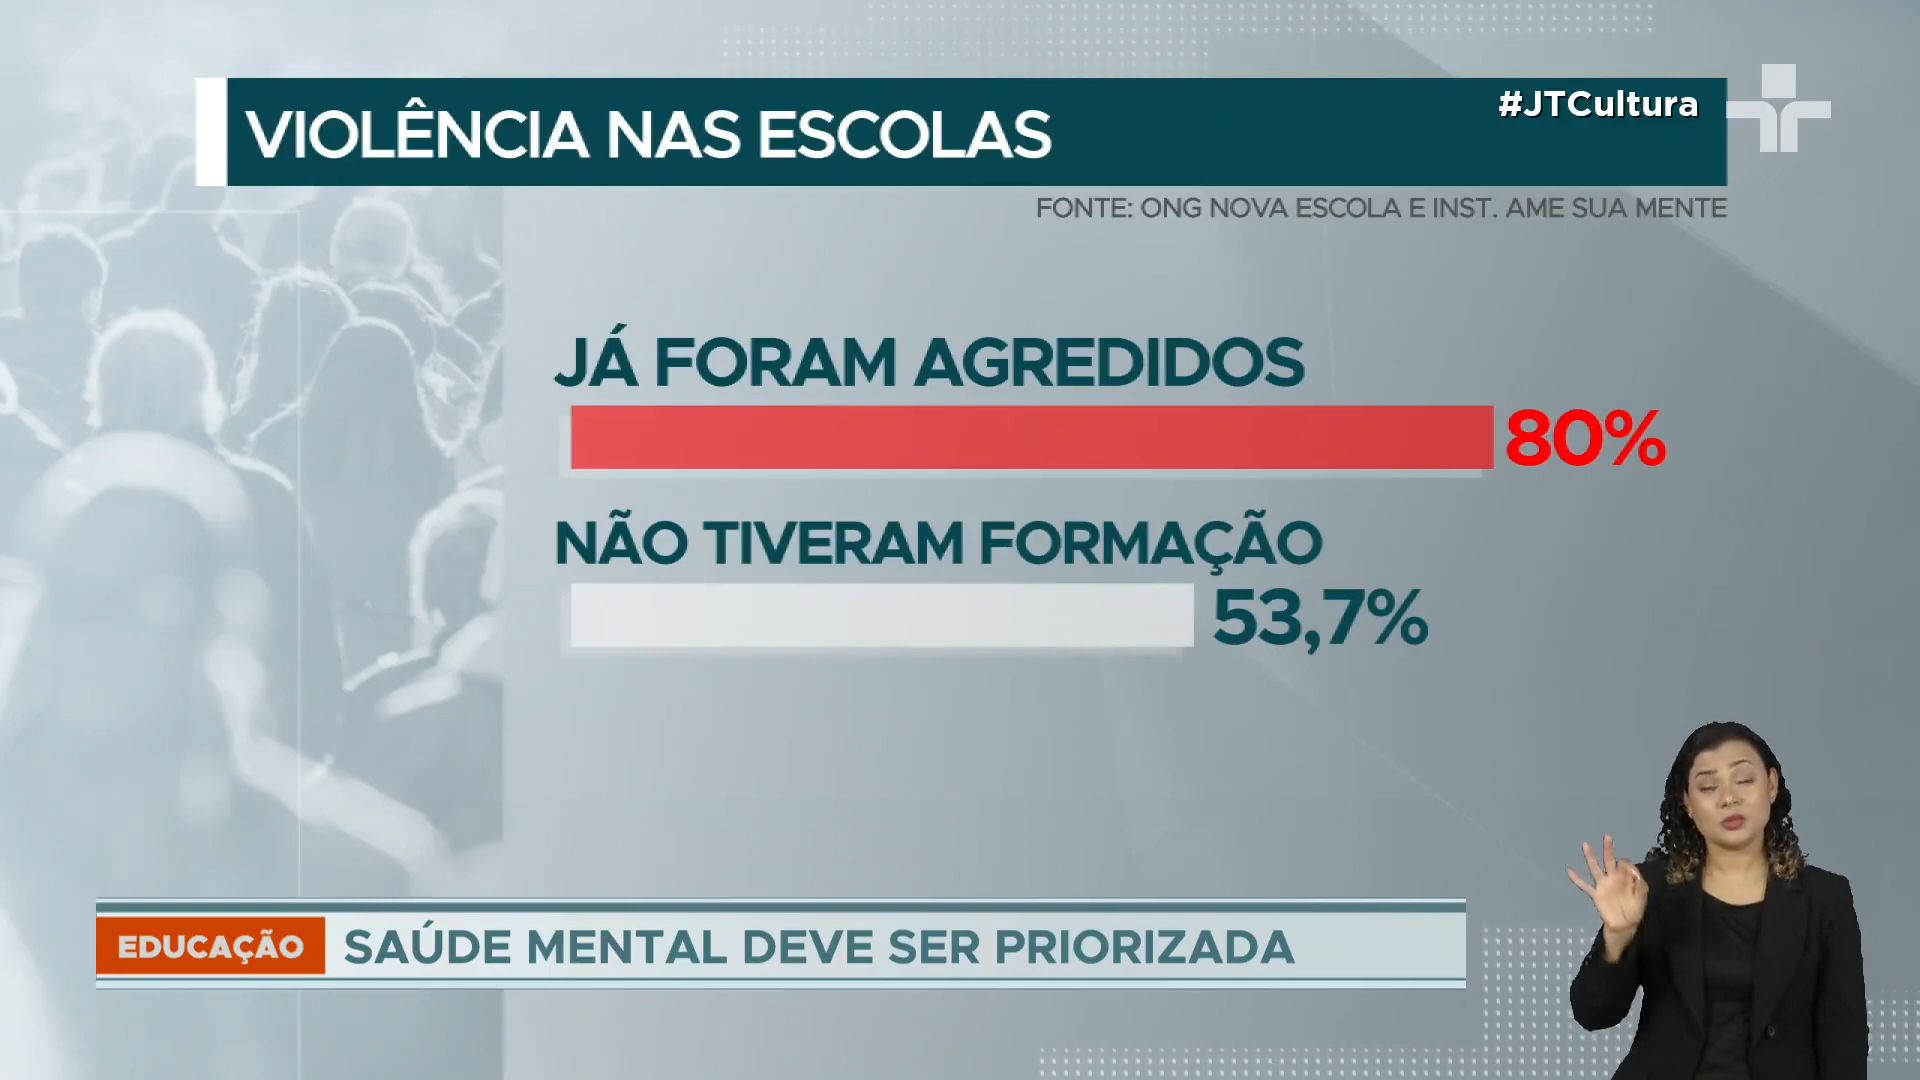 VIOLÊNCIA NAS ESCOLAS
#JTCultura
FONTE: ONG NOVA ESCOLA E INST. AME SUA MENTE
JÁ FORAM AGREDIDOS
80%
NÃO TIVERAM FORMAÇÃO
53,7%
EDUCAÇÃO
SAÚDE MENTAL DEVE SER PRIORIZADA